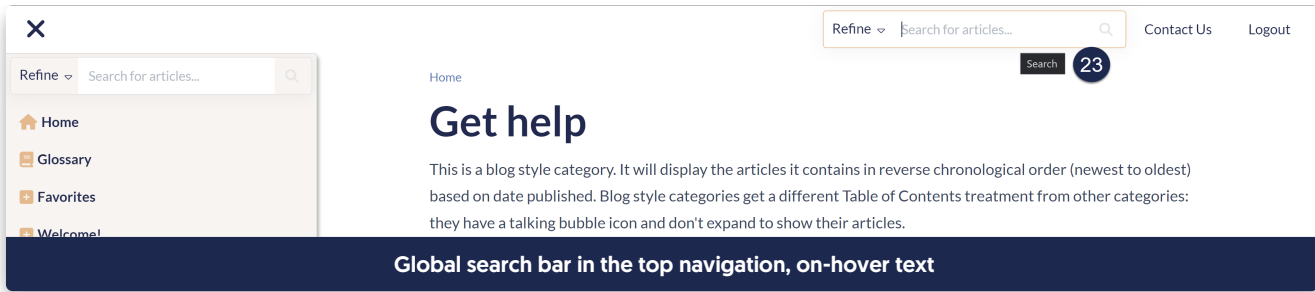 Refine Search for articles... Contact Us Logout
Search 23
Refine Search for articles...
Home
Glossary
Favorites
Welcome!
Home
Get help
This is a blog style category. It will display the articles it contains in reverse chronological order (newest to oldest)
based on date published. Blog style categories get a different Table of Contents treatment from other categories:
they have a talking bubble icon and don't expand to show their articles.
Global search bar in the top navigation, on-hover text